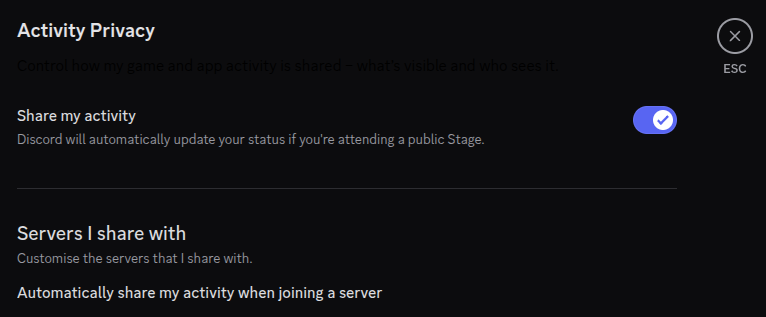 Activity Privacy
Control how my game and app activity is shared – what's visible and who sees it.
ESC
Share my activity
Discord will automatically update your status if you're attending a public Stage.
Servers I share with
Customise the servers that I share with.
Automatically share my activity when joining a server